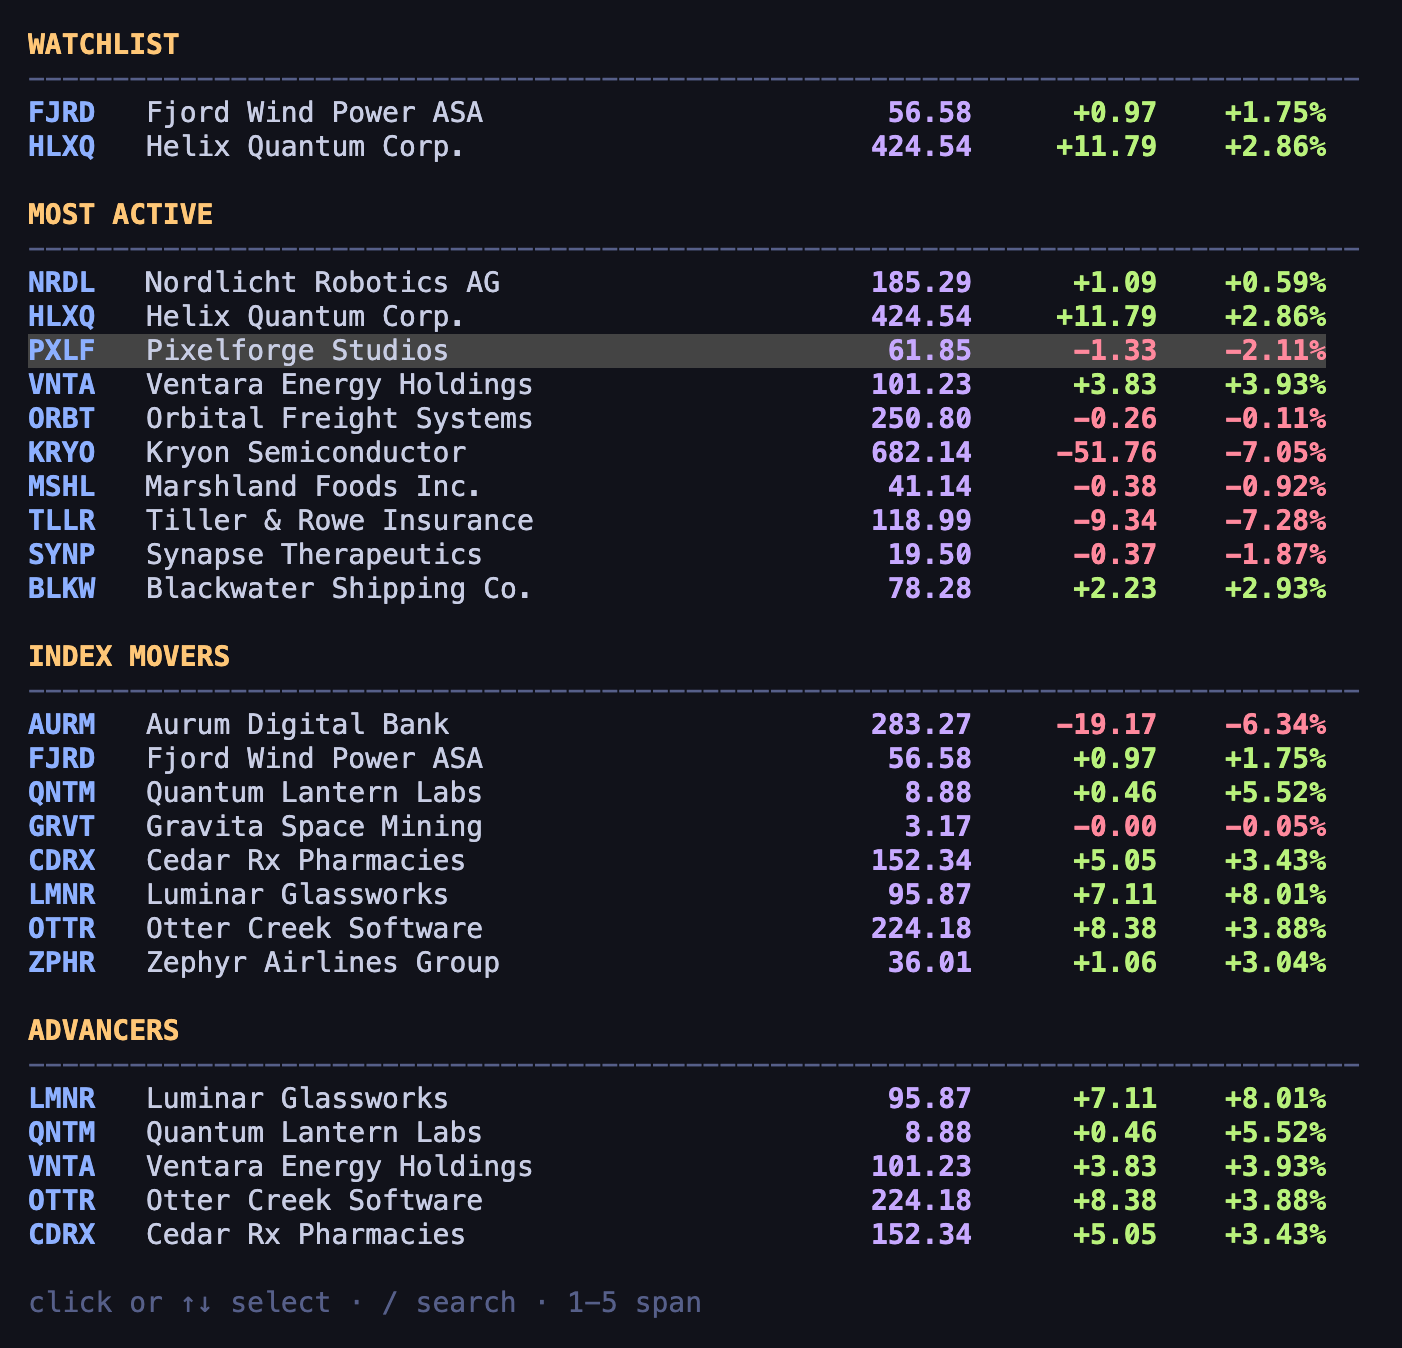 WATCHLIST
FJRD Fjord Wind Power ASA 56.58 +0.97 +1.75%
HLXQ Helix Quantum Corp. 424.54 +11.79 +2.86%
MOST ACTIVE
NRDL Nordlicht Robotics AG 185.29 +1.09 +0.59%
HLXQ Helix Quantum Corp. 424.54 +11.79 +2.86%
PXLF Pixelforge Studios 61.85 −1.33 −2.11%
VNTA Ventara Energy Holdings 101.23 +3.83 +3.93%
ORBT Orbital Freight Systems 250.80 −0.26 −0.11%
KRYO Kryon Semiconductor 682.14 −51.76 −7.05%
MSHL Marshland Foods Inc. 41.14 −0.38 −0.92%
TLLR Tiller & Rowe Insurance 118.99 −9.34 −7.28%
SYNP Synapse Therapeutics 19.50 −0.37 −1.87%
BLKW Blackwater Shipping Co. 78.28 +2.23 +2.93%
INDEX MOVERS
AURM Aurum Digital Bank 283.27 −19.17 −6.34%
FJRD Fjord Wind Power ASA 56.58 +0.97 +1.75%
QNTM Quantum Lantern Labs 8.88 +0.46 +5.52%
GRVT Gravita Space Mining 3.17 −0.00 −0.05%
CDRX Cedar Rx Pharmacies 152.34 +5.05 +3.43%
LMNR Luminar Glassworks 95.87 +7.11 +8.01%
OTTR Otter Creek Software 224.18 +8.38 +3.88%
ZPHR Zephyr Airlines Group 36.01 +1.06 +3.04%
ADVANCERS
LMNR Luminar Glassworks 95.87 +7.11 +8.01%
QNTM Quantum Lantern Labs 8.88 +0.46 +5.52%
VNTA Ventara Energy Holdings 101.23 +3.83 +3.93%
OTTR Otter Creek Software 224.18 +8.38 +3.88%
CDRX Cedar Rx Pharmacies 152.34 +5.05 +3.43%
click or ↑↓ select · / search · 1–5 span